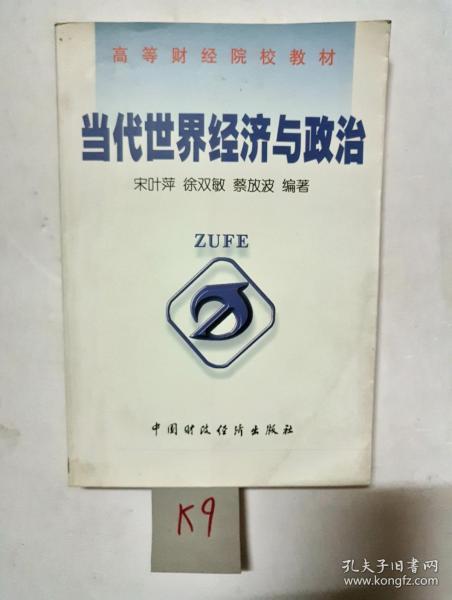 高等财经院校教材
当代世界经济与政治
宋叶萍 徐双敏 蔡放波 编著
ZUFE
中国财政经济出版社
K9
孔夫子旧书网
www.kongfz.com